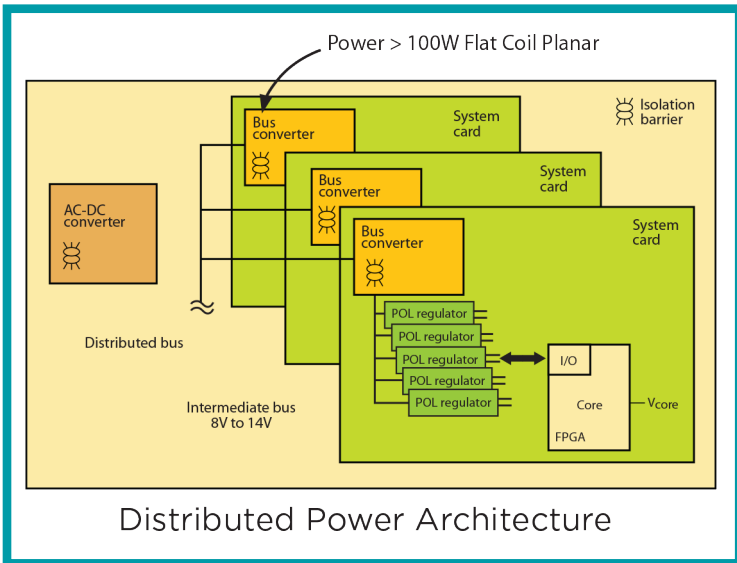 Power > 100W Flat Coil Planar
Isolation
barrier
Bus
converter
System
card
Bus
converter
System
card
AC-DC
converter
Bus
converter
System
card
POL regulator
POL regulator
POL regulator
POL regulator
POL regulator
I/O
Core
Vcore
FPGA
Distributed bus
Intermediate bus
8V to 14V
Distributed Power Architecture